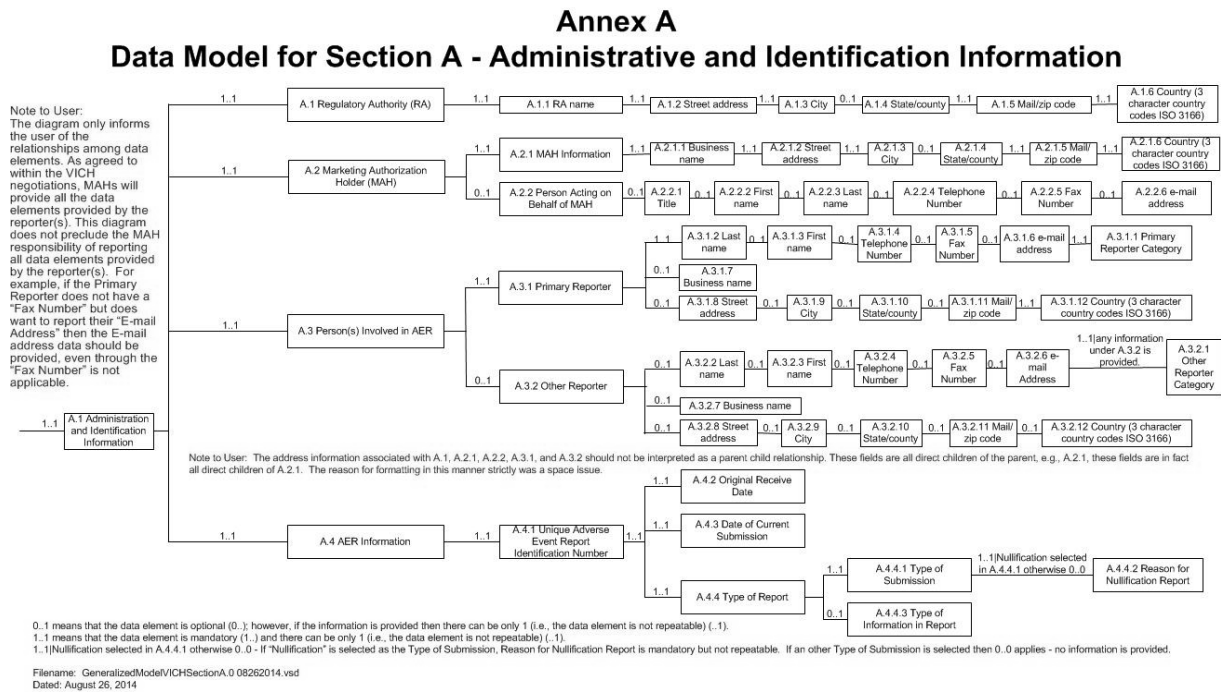 Annex A
Data Model for Section A - Administrative and Identification Information
Note to User:
The diagram only informs
the user of the
relationships among data
elements. As agreed to
within the VICH
negotiations, MAHs will
provide all the data
elements provided by the
reporter(s). This diagram
does not preclude the MAH
responsibility of reporting
all data elements provided
by the reporter(s). For
example, if the Primary
Reporter does not have a
"Fax Number" but does
want to report their "E-mail
Address" then the E-mail
address data should be
provided, even through the
"Fax Number" is not
applicable.
1..1
A.1 Administration
and Identification
Information
1..1
A.1 Regulatory Authority (RA)
1..1
A.1.1 RA name
1..1
A.1.2 Street address
1..1
A.1.3 City
0..1
A.1.4 State/county
1..1
A.1.5 Mail/zip code
1..1
A.1.6 Country (3
character country
codes ISO 3166)
1..1
A.2 Marketing Authorization
Holder (MAH)
1..1
A.2.1 MAH Information
1..1
A.2.1.1 Business
name
1..1
A.2.1.2 Street
address
1..1
A.2.1.3
City
0..1
A.2.1.4
State/county
1..1
A.2.1.5 Mail/
zip code
1..1
A.2.1.6 Country (3
character country
codes ISO 3166)
0..1
A.2.2 Person Acting on
Behalf of MAH
0..1
A.2.2.1
Title
0..1
A.2.2.2 First
name
0..1
A.2.2.3 Last
name
0..1
A.2.2.4 Telephone
Number
0..1
A.2.2.5 Fax
Number
0..1
A.2.2.6 e-mail
address
1..1
A.3 Person(s) Involved in AER
1..1
A.3.1 Primary Reporter
1..1
A.3.1.2 Last
name
0..1
A.3.1.3 First
name
0..1
A.3.1.4
Telephone
Number
0..1
A.3.1.5
Fax
Number
0..1
A.3.1.6 e-mail
address
1..1
A.3.1.1 Primary
Reporter Category
0..1
A.3.1.7
Business name
0..1
A.3.1.8 Street
address
0..1
A.3.1.9
City
0..1
A.3.1.10
State/county
0..1
A.3.1.11 Mail/
zip code
1..1
A.3.1.12 Country (3 character
country codes ISO 3166)
0..1
A.3.2 Other Reporter
0..1
A.3.2.2 Last
name
0..1
A.3.2.3 First
name
0..1
A.3.2.4
Telephone
Number
0..1
A.3.2.5
Fax
Number
0..1
A.3.2.6 e-
mail
Address
1..1|any information
under A.3.2 is
provided.
A.3.2.1
Other
Reporter
Category
0..1
A.3.2.7 Business name
0..1
A.3.2.8 Street
address
0..1
A.3.2.9
City
0..1
A.3.2.10
State/county
0..1
A.3.2.11 Mail/
zip code
0..1
A.3.2.12 Country (3 character
country codes ISO 3166)
Note to User: The address information associated with A.1, A.2.1, A.2.2, A.3.1, and A.3.2 should not be interpreted as a parent child relationship. These fields are all direct children of the parent, e.g., A.2.1, these fields are in fact
all direct children of A.2.1. The reason for formatting in this manner strictly was a space issue.
1..1
A.4 AER Information
1..1
A.4.1 Unique Adverse
Event Report
Identification Number
1..1
1..1
A.4.2 Original Receive
Date
1..1
A.4.3 Date of Current
Submission
1..1
A.4.4 Type of Report
1..1
A.4.4.1 Type of
Submission
1..1|Nullification selected
in A.4.4.1 otherwise 0..0
A.4.4.2 Reason for
Nullification Report
0..1
A.4.4.3 Type of
Information in Report
0..1 means that the data element is optional (0..); however, if the information is provided then there can be only 1 (i.e., the data element is not repeatable) (..1).
1..1 means that the data element is mandatory (1..) and there can be only 1 (i.e., the data element is not repeatable) (..1).
1..1|Nullification selected in A.4.4.1 otherwise 0..0 - If "Nullification" is selected as the Type of Submission, Reason for Nullification Report is mandatory but not repeatable. If an other Type of Submission is selected then 0..0 applies - no information is provided.
Filename: GeneralizedModelVICHSectionA.0 08262014.vsd
Dated: August 26, 2014